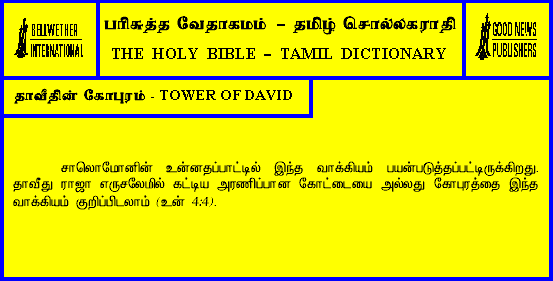 BELLWETHER
INTERNATIONAL
பரிசுத்த வேதாகமம் – தமிழ் சொல்லகராதி
THE HOLY BIBLE – TAMIL DICTIONARY
GOOD NEWS
PUBLISHERS
தாவீதின் கோபுரம் - TOWER OF DAVID
சாலொமோனின் உன்னதப்பாட்டில் இந்த வாக்கியம் பயன்படுத்தப்பட்டிருக்கிறது.
தாவீது ராஜா எருசலேமில் கட்டிய அரணிப்பான கோட்டையை அல்லது கோபுரத்தை இந்த
வாக்கியம் குறிப்பிடலாம் (உன் 4:4).